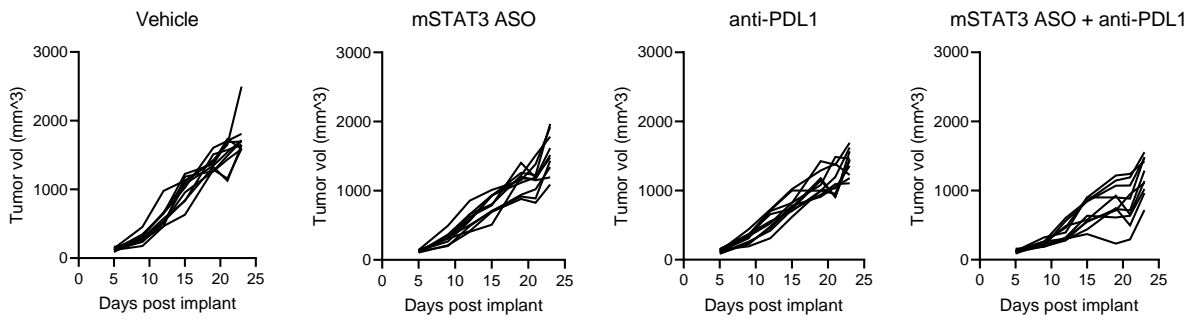 Vehicle
3000
2000
1000
0
0 5 10 15 20 25
Tumor vol (mm^3)
Days post implant
mSTAT3 ASO
3000
2000
1000
0
0 5 10 15 20 25
Tumor vol (mm^3)
Days post implant
anti-PDL1
3000
2000
1000
0
0 5 10 15 20 25
Tumor vol (mm^3)
Days post implant
mSTAT3 ASO + anti-PDL1
3000
2000
1000
0
0 5 10 15 20 25
Tumor vol (mm^3)
Days post implant